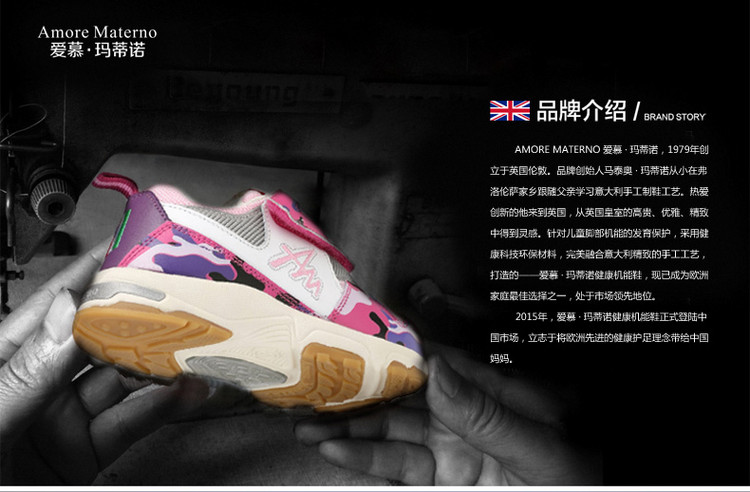 Amore Materno
爱慕·玛蒂诺
品牌介绍 / BRAND STORY
AMORE MATERNO 爱慕·玛蒂诺，1979年创
立于英国伦敦。品牌创始人马泰奥·玛蒂诺从小在弗
洛伦萨家乡跟随父亲学习意大利手工制鞋工艺。热爱
创新的他来到英国，从英国皇室的高贵、优雅、精致
中得到灵感。针对儿童脚部机能的发育保护，采用健
康科技环保材料，完美融合意大利精致的手工工艺，
打造的——爱慕·玛蒂诺健康机能鞋，现已成为欧洲
家庭最佳选择之一，处于市场领先地位。
2015年，爱慕·玛蒂诺健康机能鞋正式登陆中
国市场，立志于将欧洲先进的健康护足理念带给中国
妈妈。